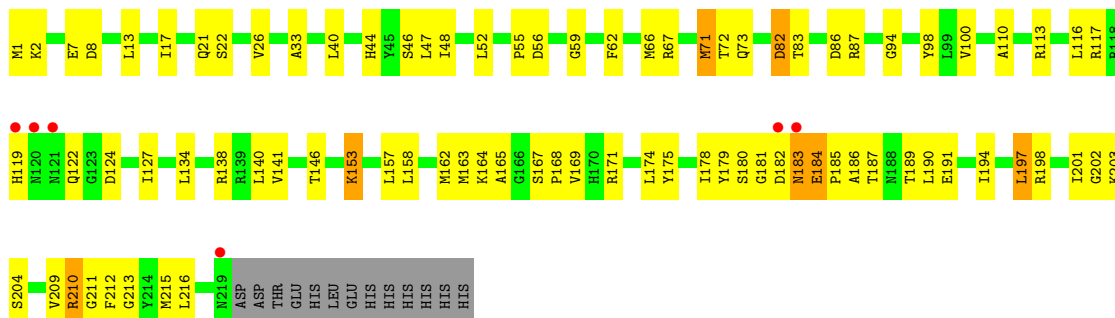 M1 K2 E7 D8 L13 I17 Q21 S22 V26 A33 L40 H44 Y45 S46 L47 I48 L52 P55 D56 G59 F62 M66 R67 M71 T72 Q73 D82 T83 D86 R87 G94 Y98 L99 V100 A110 R113 L116 R117 R118
H119 N120 N121 Q122 G123 D124 I127 L134 R138 R139 L140 V141 T146 K153 L157 L158 M162 M163 K164 A165 G166 S167 P168 V169 H170 R171 L174 Y175 I178 Y179 S180 G181 D182 N183 E184 P185 A186 T187 N188 T189 L190 E191 I194 L197 R198 I201 G202 K203
S204 V209 R210 G211 F212 G213 Y214 M215 L216 N219 ASP ASP THR GLU HIS LEU GLU HIS HIS HIS HIS HIS HIS